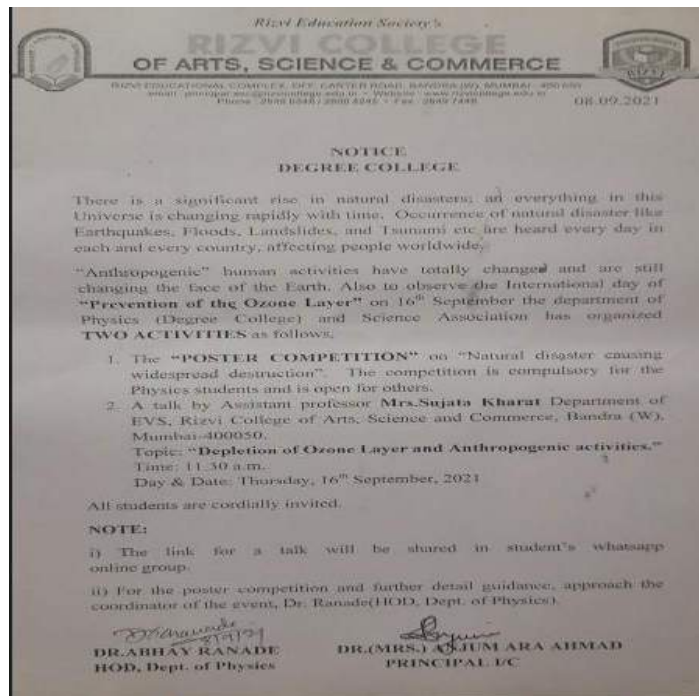 Rizvi Education Society's
RIZVI COLLEGE
OF ARTS, SCIENCE & COMMERCE
RIZVI EDUCATIONAL COMPLEX, OFF. CARTER ROAD, BANDRA (W), MUMBAI - 400 050
08.09.2021
NOTICE
DEGREE COLLEGE
There is a significant rise in natural disasters; an everything in this
Universe is changing rapidly with time. Occurrence of natural disaster like
Earthquakes, Floods, Landslides, and Tsunami etc are heard every day in
each and every country, affecting people worldwide.
“Anthropogenic” human activities have totally changed and are still
changing the face of the Earth. Also to observe the International day of
“Prevention of the Ozone Layer” on 16th September the department of
Physics (Degree College) and Science Association has organized
TWO ACTIVITIES as follows,
1. The “POSTER COMPETITION” on “Natural disaster causing
widespread destruction”. The competition is compulsory for the
Physics students and is open for others.
2. A talk by Assistant professor Mrs.Sujata Kharat Department of
EVS, Rizvi College of Arts, Science and Commerce, Bandra (W),
Mumbai-400050.
Topic: “Depletion of Ozone Layer and Anthropogenic activities.”
Time: 11.30 a.m.
Day & Date: Thursday, 16th September, 2021
All students are cordially invited.
NOTE:
i) The link for a talk will be shared in student's whatsapp
online group.
ii) For the poster competition and further detail guidance, approach the
coordinator of the event, Dr. Ranade(HOD, Dept. of Physics).
DR.ABHAY RANADE
HOD, Dept. of Physics
DR.(MRS.) ANJUM ARA AHMAD
PRINCIPAL I/C